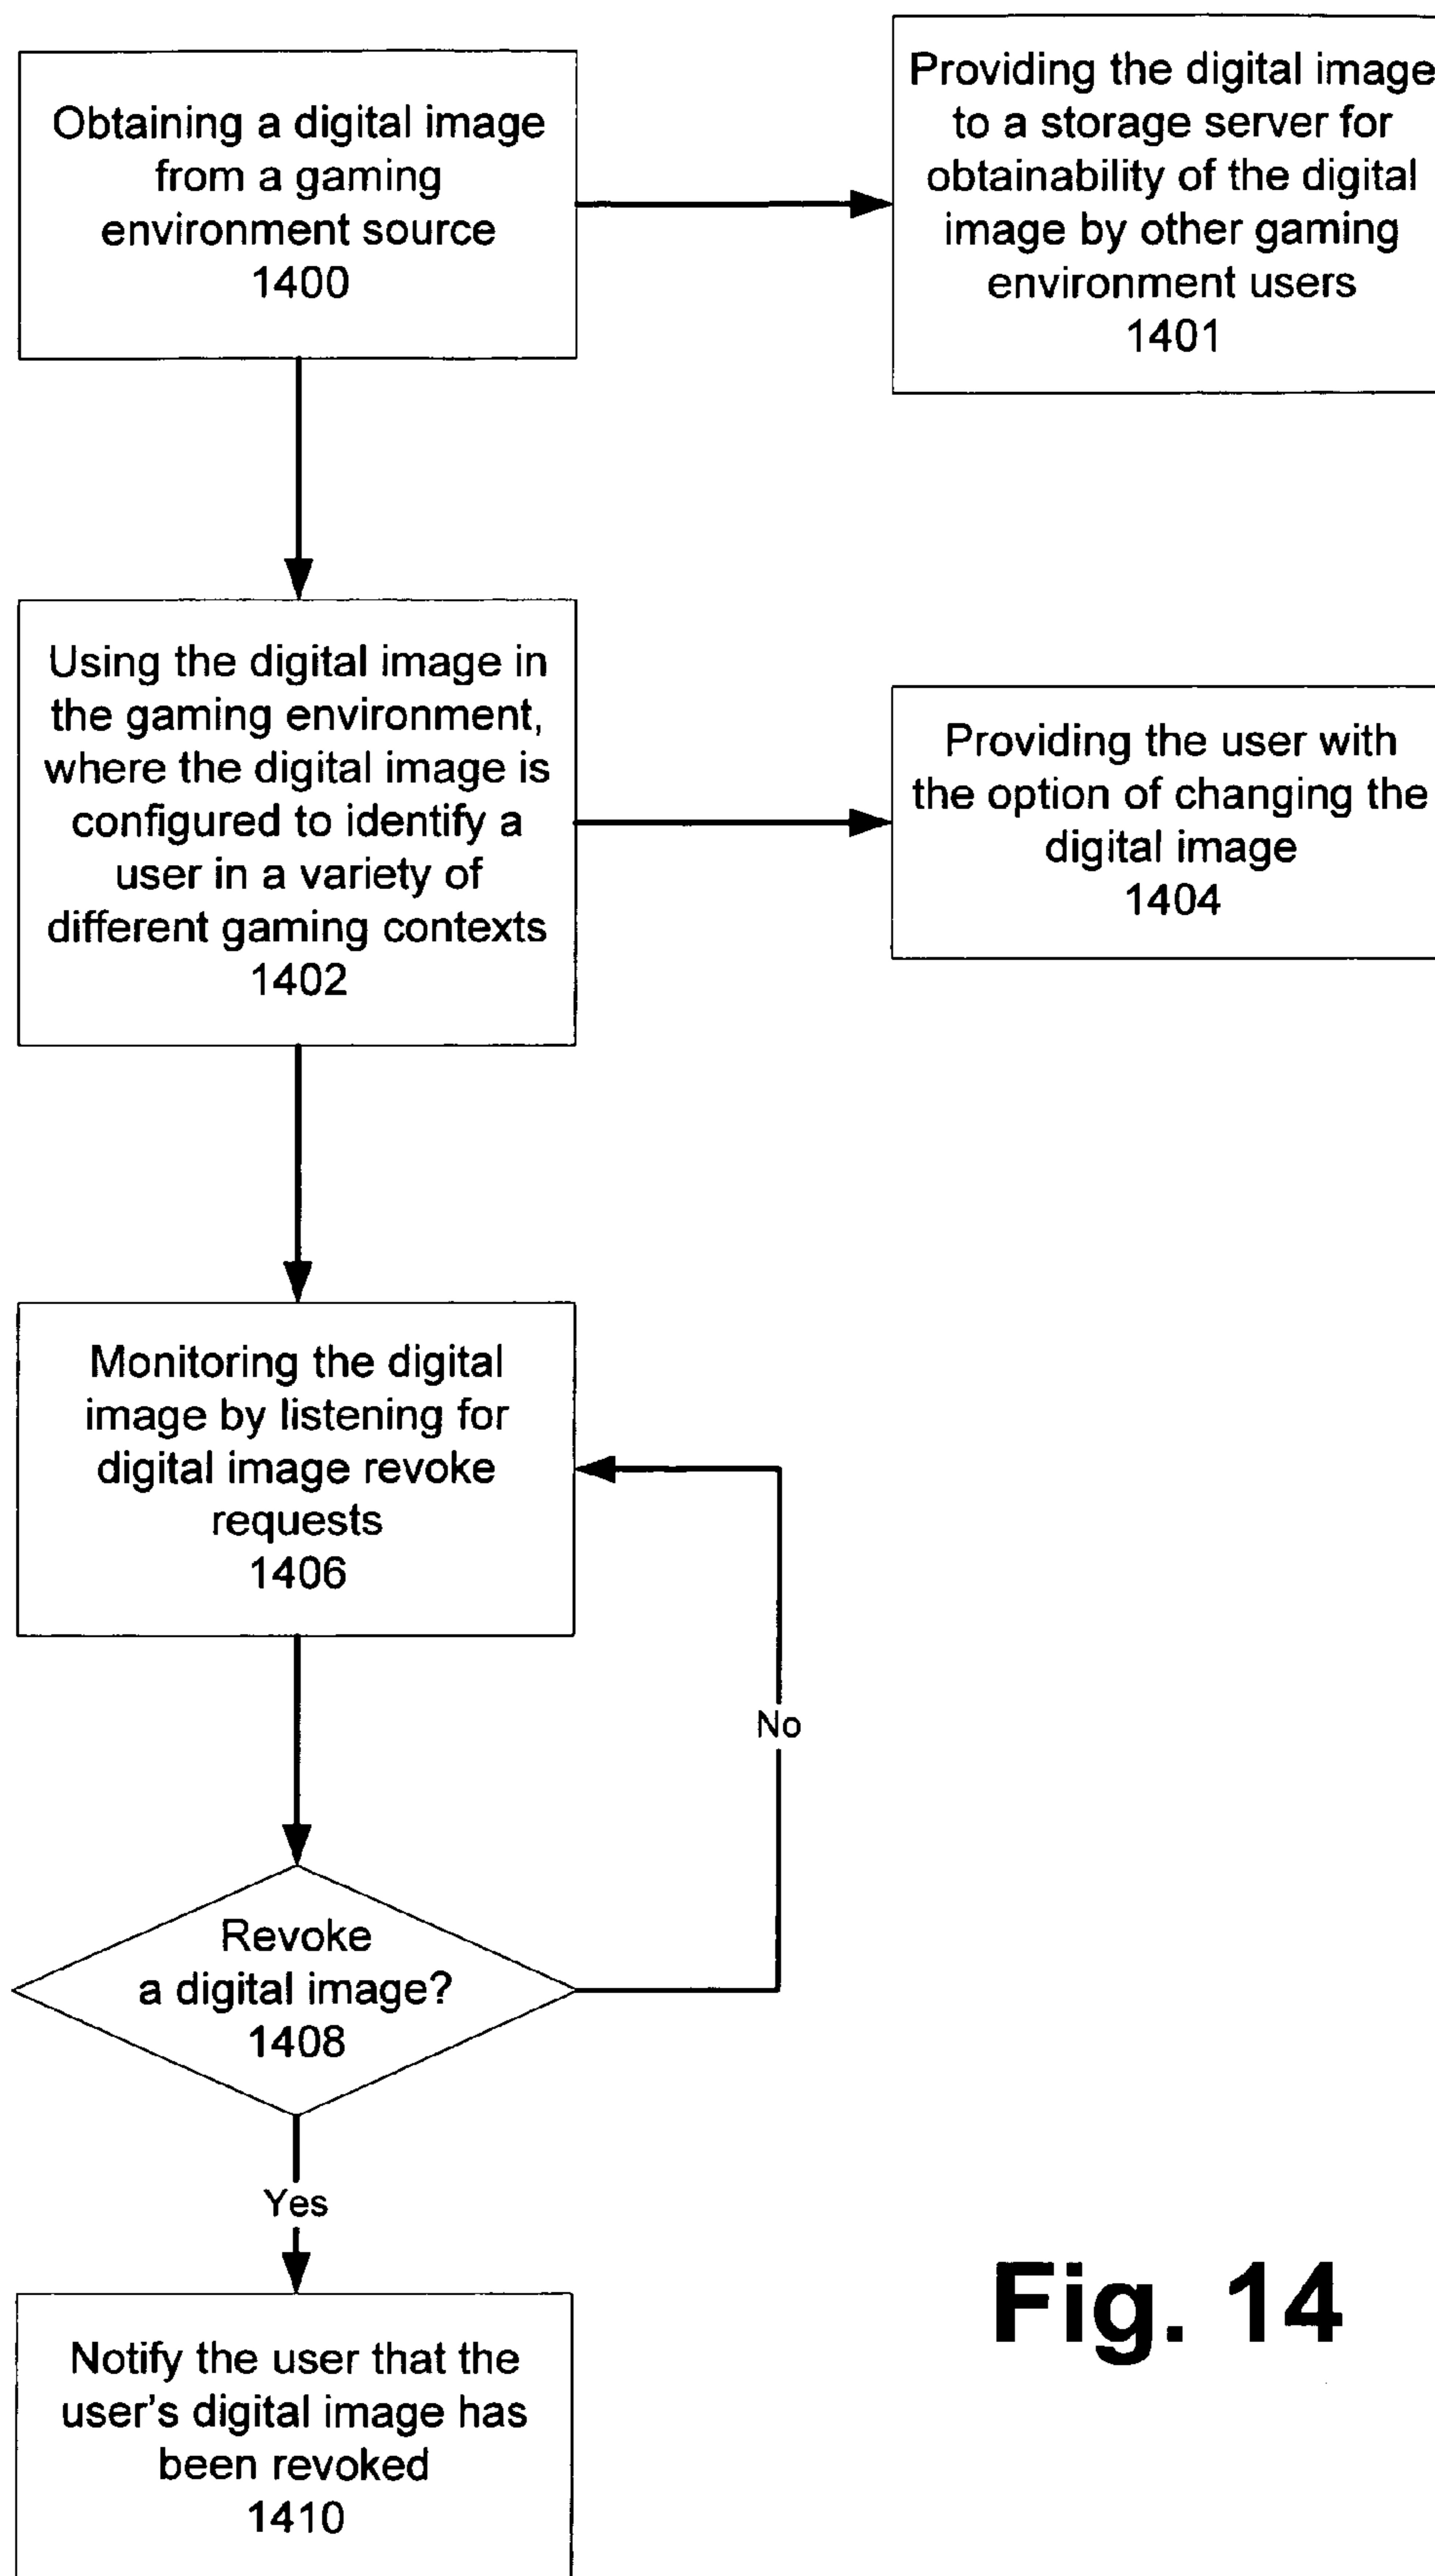 Obtaining a digital image
from a gaming
environment source
1400
Providing the digital image
to a storage server for
obtainability of the digital
image by other gaming
environment users
1401
Using the digital image in
the gaming environment,
where the digital image is
configured to identify a
user in a variety of
different gaming contexts
1402
Providing the user with
the option of changing the
digital image
1404
Monitoring the digital
image by listening for
digital image revoke
requests
1406
No
Revoke
a digital image?
1408
Yes
Notify the user that the
user's digital image has
been revoked
1410
Fig. 14